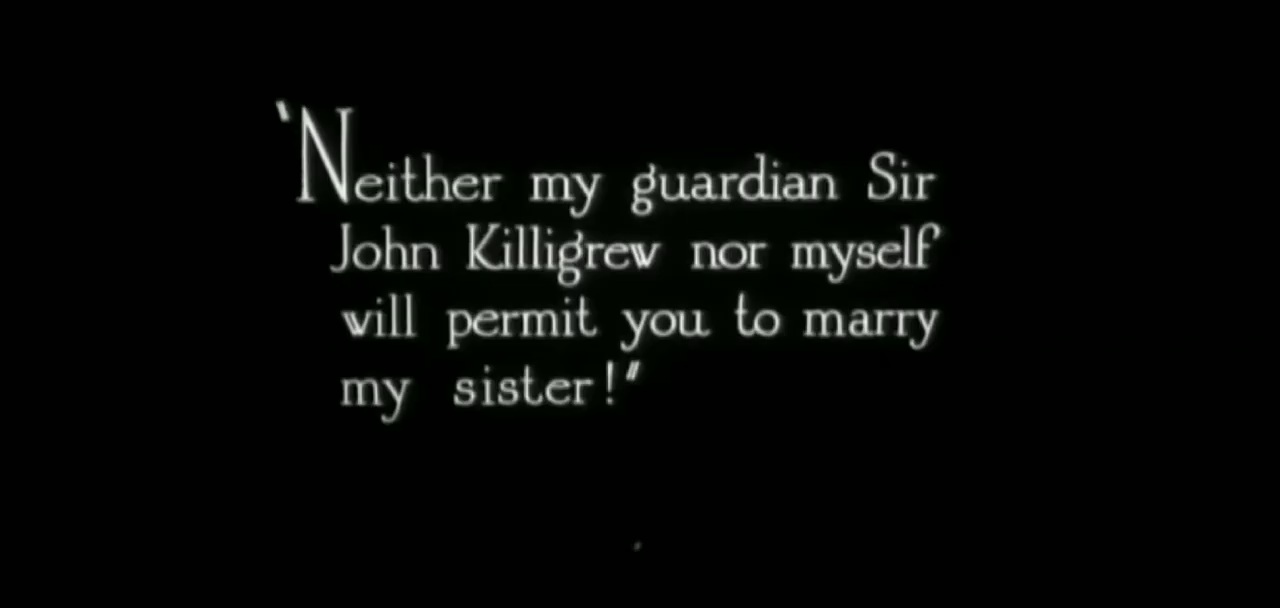 ‘Neither my guardian Sir
John Killigrew nor myself
will permit you to marry
my sister!"